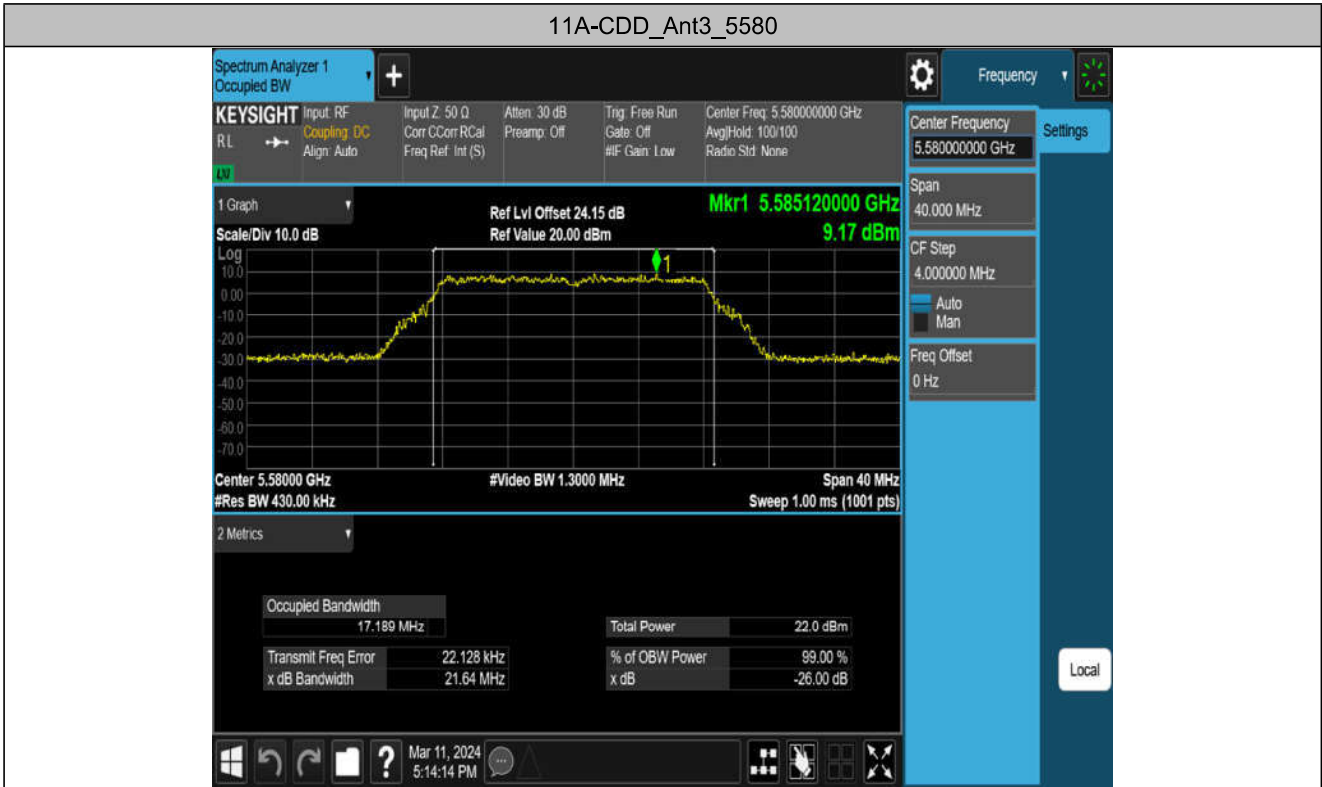 11A-CDD_Ant3_5580
Spectrum Analyzer 1
Occupied BW
Frequency
KEYSIGHT
RL
Input: RF
Coupling: DC
Align: Auto
Input Z: 50 Ω
Corr CCorr RCal
Freq Ref: Int (S)
Atten: 30 dB
Preamp: Off
Trig: Free Run
Gate: Off
#IF Gain: Low
Center Freq: 5.580000000 GHz
Avg|Hold: 100/100
Radio Std: None
Center Frequency
5.580000000 GHz
Settings
Span
40.000 MHz
CF Step
4.000000 MHz
Auto
Man
Freq Offset
0 Hz
Local
1 Graph
Scale/Div 10.0 dB
Ref Lvl Offset 24.15 dB
Ref Value 20.00 dBm
Mkr1 5.585120000 GHz
9.17 dBm
Log
10.0
0.00
-10.0
-20.0
-30.0
-40.0
-50.0
-60.0
-70.0
1
Center 5.58000 GHz
#Video BW 1.3000 MHz
Span 40 MHz
#Res BW 430.00 kHz
Sweep 1.00 ms (1001 pts)
2 Metrics
Occupied Bandwidth
17.189 MHz
Total Power 22.0 dBm
Transmit Freq Error 22.128 kHz
% of OBW Power 99.00 %
x dB Bandwidth 21.64 MHz
x dB -26.00 dB
?
Mar 11, 2024
5:14:14 PM